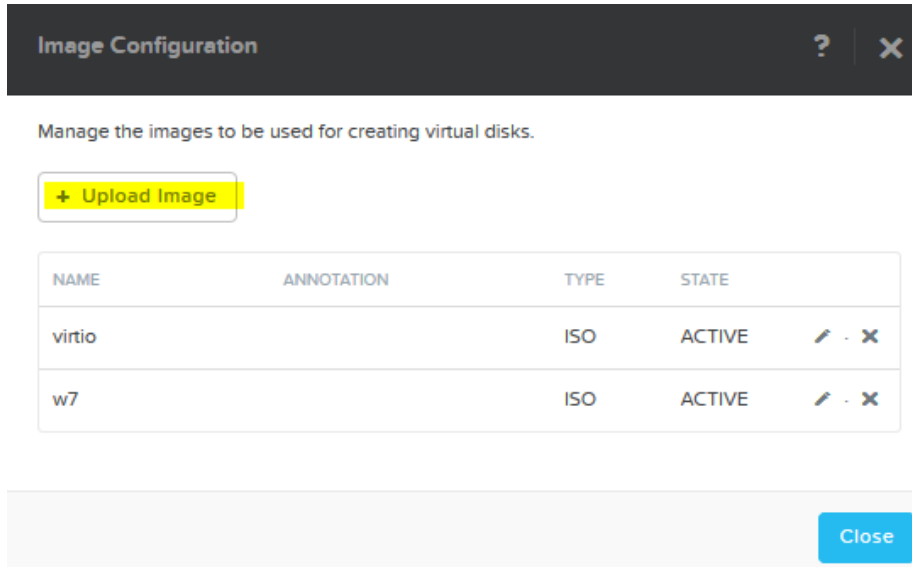 Image Configuration ?
Manage the images to be used for creating virtual disks.
+ Upload Image
NAME ANNOTATION TYPE STATE
virtio ISO ACTIVE
w7 ISO ACTIVE
Close